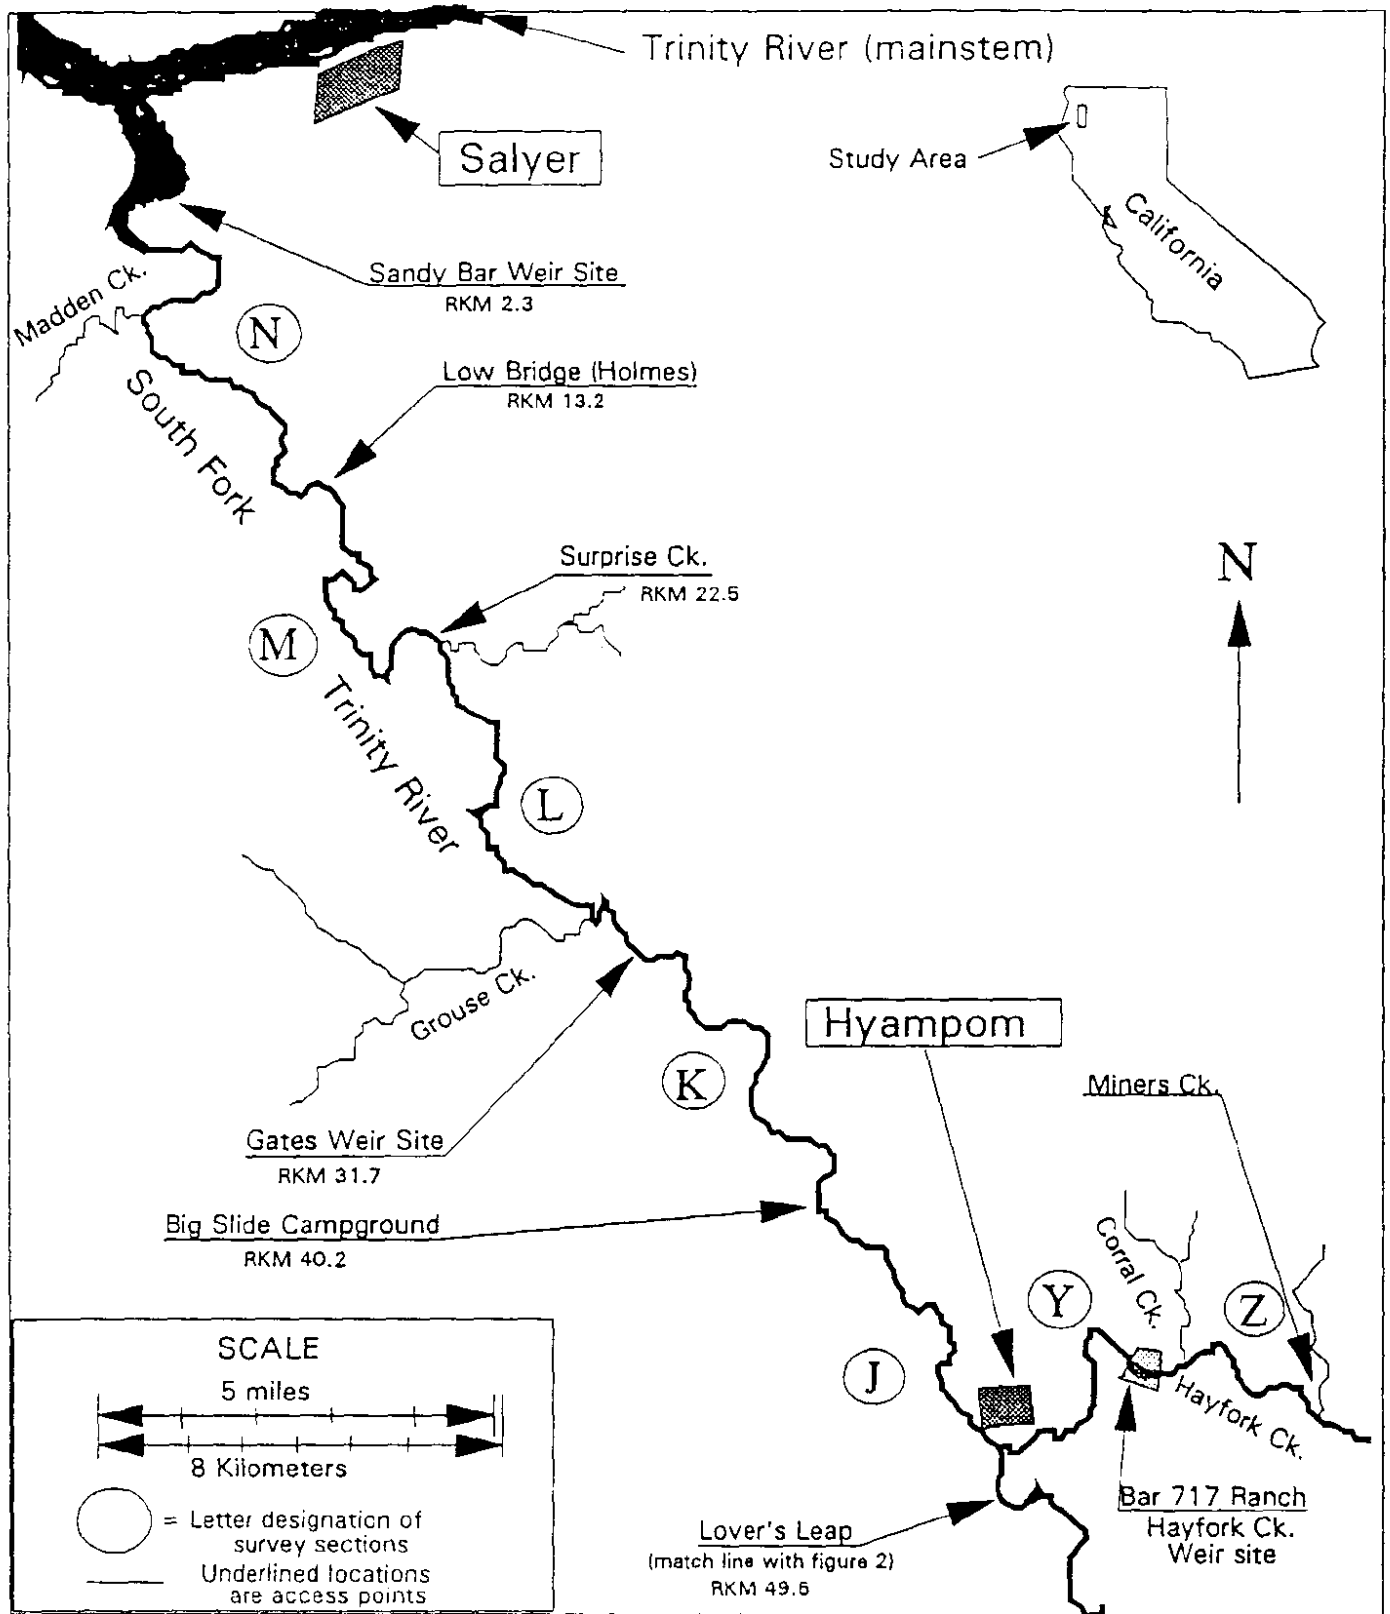 Trinity River (mainstem)
Salyer
Study Area
California
Sandy Bar Weir Site
RKM 2.3
Madden Ck.
N
Low Bridge (Holmes)
RKM 13.2
South Fork
Surprise Ck.
RKM 22.5
N
M
Trinity River
L
Grouse Ck.
Hyampom
K
Miners Ck.
Gates Weir Site
RKM 31.7
Big Slide Campground
RKM 40.2
Corral Ck.
Y
Z
J
Hayfork Ck.
SCALE
5 miles
8 Kilometers
= Letter designation of
survey sections
Underlined locations
are access points
Lover's Leap
(match line with figure 2)
RKM 49.5
Bar 717 Ranch
Hayfork Ck.
Weir site